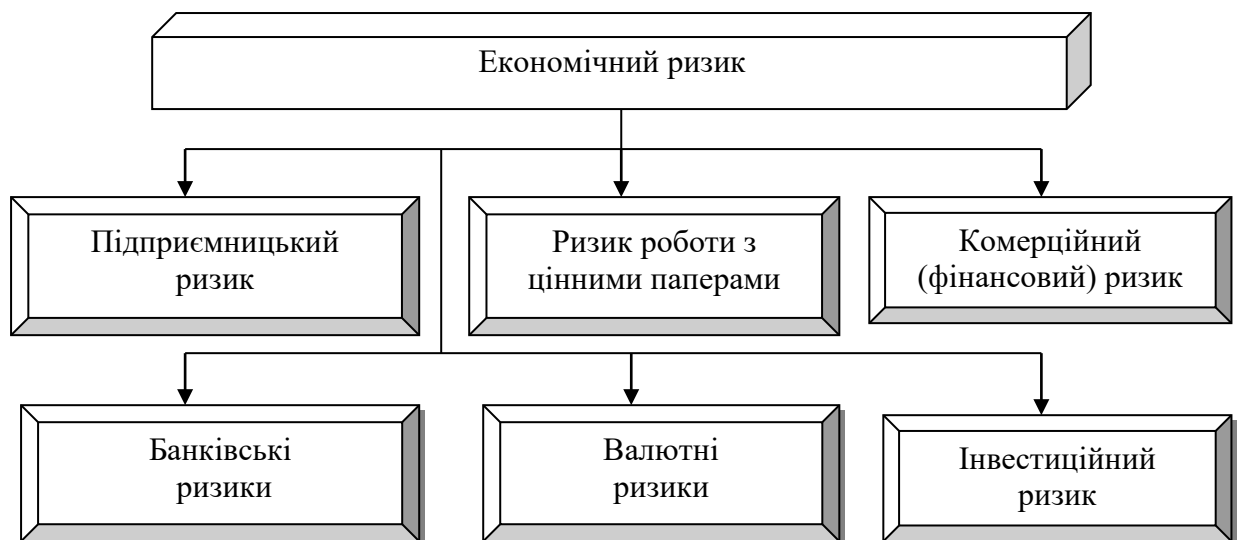 Економічний ризик
Підприємницький
ризик
Ризик роботи з
цінними паперами
Комерційний
(фінансовий) ризик
Банківські
ризики
Валютні
ризики
Інвестиційний
ризик